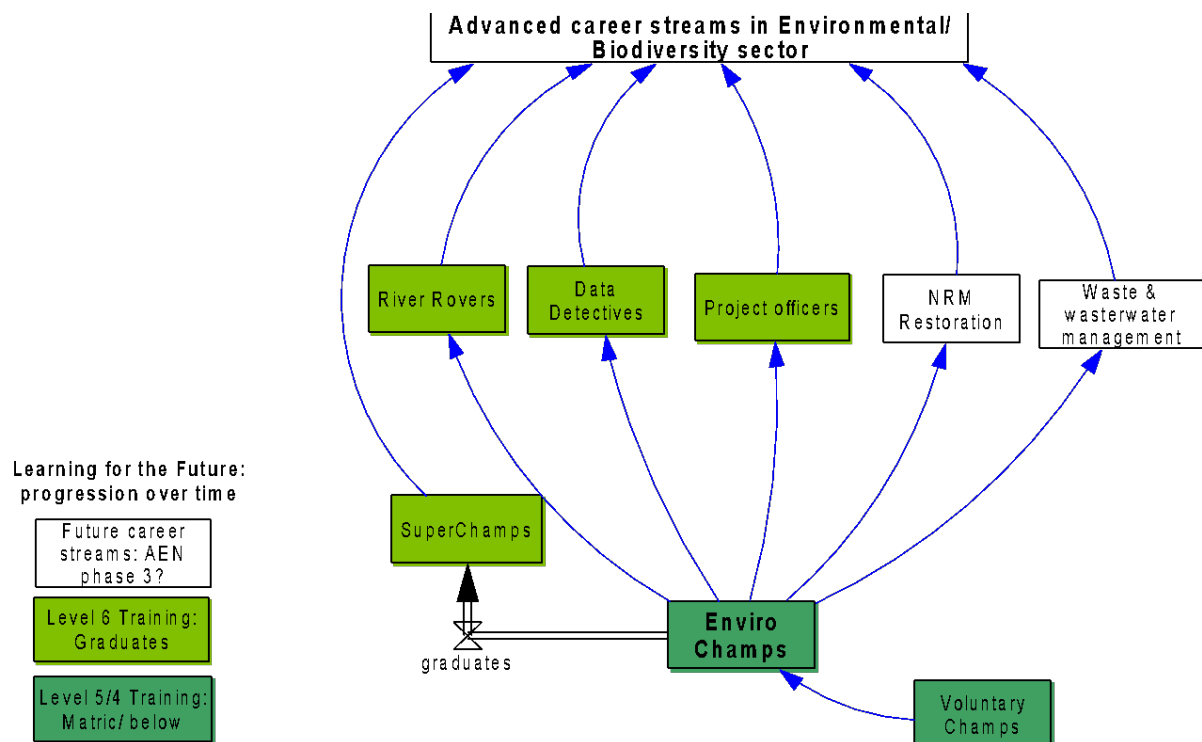 Advanced career streams in Environmental/
Biodiversity sector
River Rovers
Data
Detectives
Project officers
NRM
Restoration
Waste &
wasterwater
management
Learning for the Future:
progression over time
Future career
streams: AEN
phase 3?
Level 6 Training:
Graduates
Level 5/4 Training:
Matric/ below
SuperChamps
graduates
Enviro
Champs
Voluntary
Champs